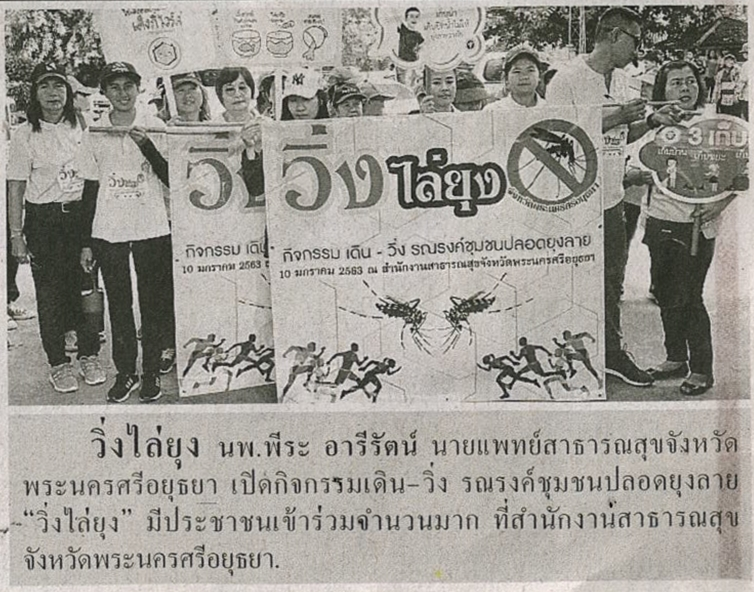 วิ่ง ไล่ยุง
กิจกรรม เดิน - วิ่ง รณรงค์ชุมชนปลอดยุงลาย
10 มกราคม 2563 ณ สำนักงานสาธารณสุขจังหวัดพระนครศรีอยุธยา
วิ่
กิจกรรม เดิน
10 มกราคม 2563 ณ
3 เก็บ
เก็บบ้าน เก็บขยะ
NY
วิ่งไล่ยุง นพ.พีระ อารีรัตน์ นายแพทย์สาธารณสุขจังหวัด
พระนครศรีอยุธยา เปิดกิจกรรมเดิน-วิ่ง รณรงค์ชุมชนปลอดยุงลาย
“วิ่งไล่ยุง” มีประชาชนเข้าร่วมจำนวนมาก ที่สำนักงานสาธารณสุข
จังหวัดพระนครศรีอยุธยา.